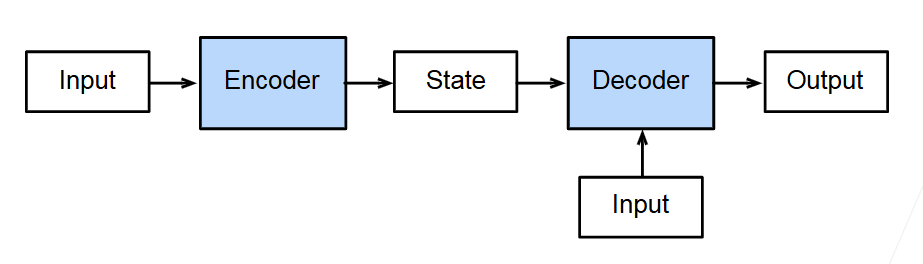 Input
Encoder
State
Decoder
Output
Input